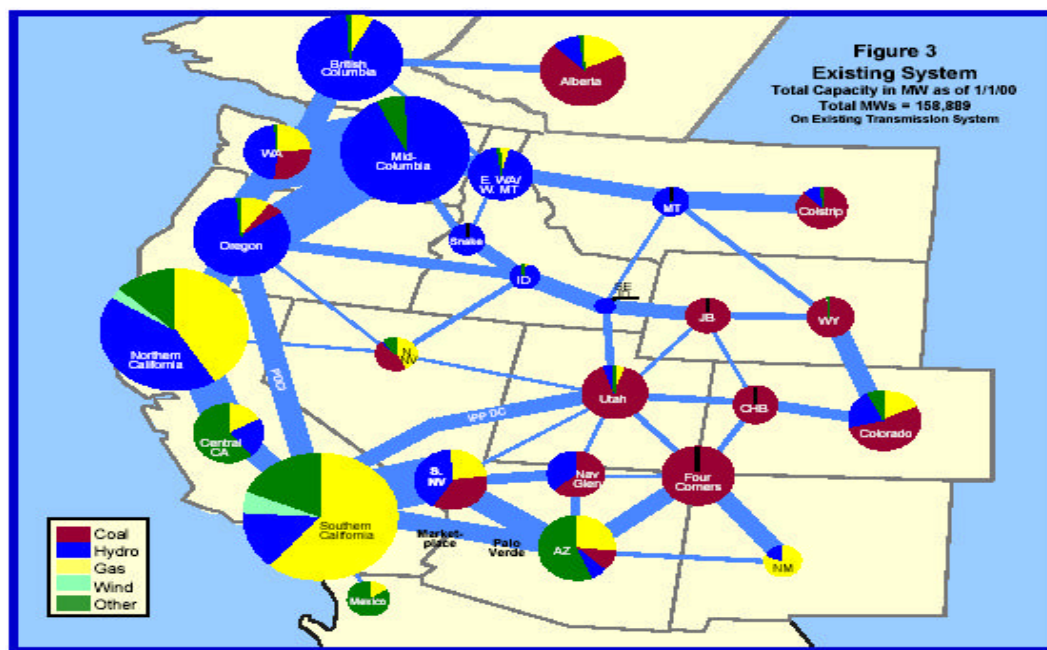 Figure 3
Existing System
Total Capacity in MW as of 1/1/00
Total MWs = 158,889
On Existing Transmission System
British
Columbia
Alberta
WA
Mid-
Columbia
E. WA/
W. MT
MT
Colstrip
Oregon
Snake
ID
JB
WY
Northern
California
N.
NV
PDCI
Utah
CHB
Colorado
Central
CA
IPP DC
S.
NV
Nav
Glen
Four
Corners
Southern
California
Market-
place
Palo
Verde
AZ
NM
Mexico
Coal
Hydro
Gas
Wind
Other